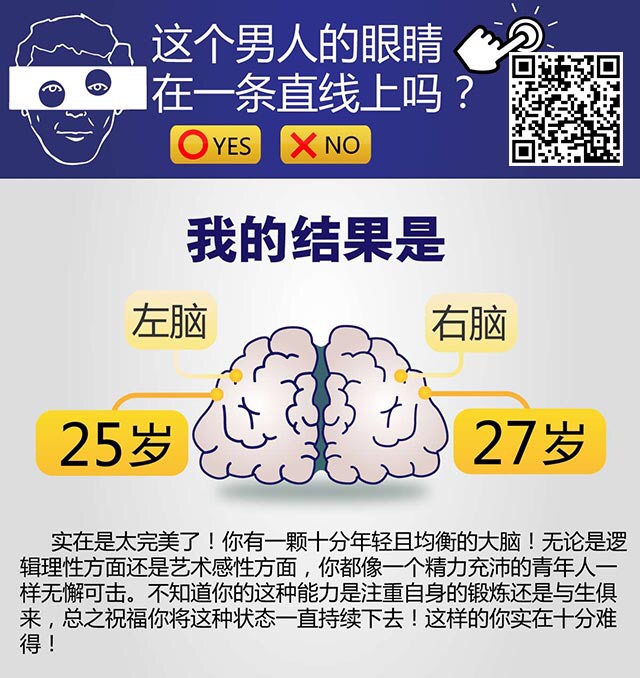 这个男人的眼睛
在一条直线上吗？
YES
NO
我的结果是
左脑
右脑
25岁
27岁
实在是太完美了！你有一颗十分年轻且均衡的大脑！无论是逻
辑理性方面还是艺术感性方面，你都像一个精力充沛的青年人一
样无懈可击。不知道你的这种能力是注重自身的锻炼还是与生俱
来，总之祝福你将这种状态一直持续下去！这样的你实在十分难
得！